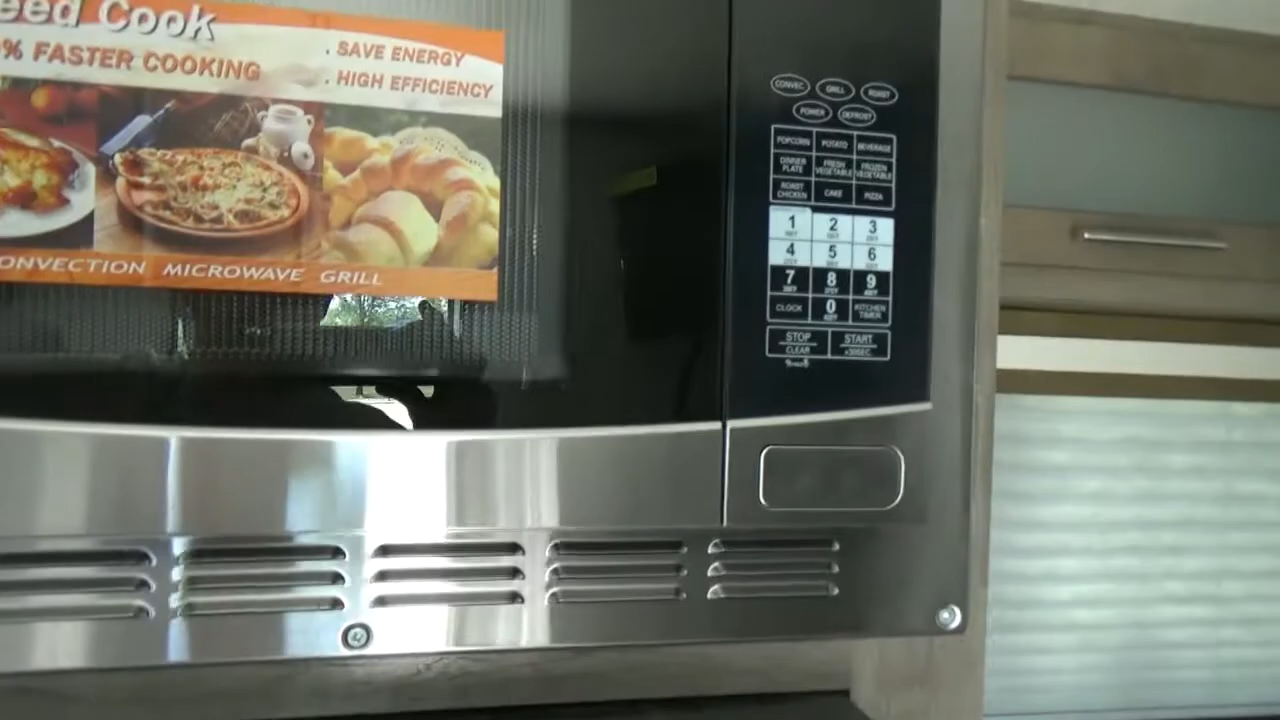 eed Cook
% FASTER COOKING
. SAVE ENERGY
. HIGH EFFICIENCY
ONVECTION MICROWAVE GRILL
CONVEC. GRILL ROAST
POWER DEFROST
POPCORN POTATO BEVERAGE
DINNER PLATE FRESH VEGETABLE FROZEN VEGETABLE
ROAST CHICKEN CAKE PIZZA
1 2 3
4 5 6
7 8 9
CLOCK 0 KITCHEN TIMER
STOP START
CLEAR +30SEC.